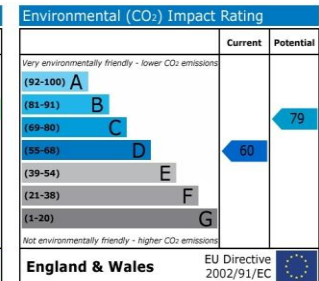 Environmental (CO₂) Impact Rating
Current Potential
Very environmentally friendly - lower CO₂ emissions
(92-100) A
(81-91) B
(69-80) C
79
(55-68) D
60
(39-54) E
(21-38) F
(1-20) G
Not environmentally friendly - higher CO₂ emissions
England & Wales
EU Directive
2002/91/EC